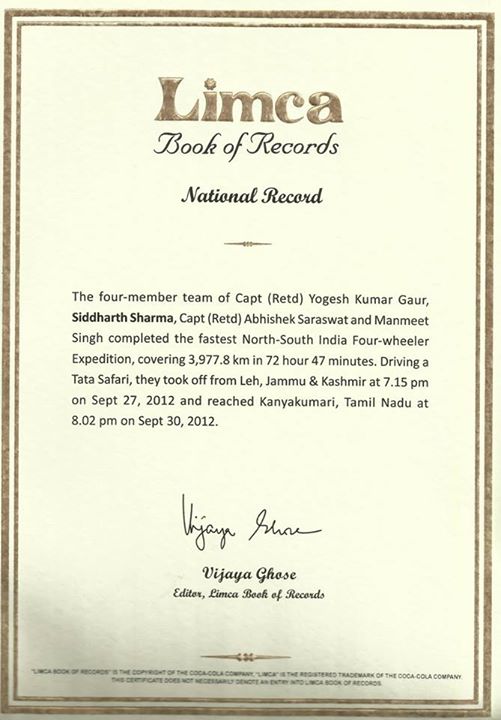 Limca
Book of Records
National Record
The four-member team of Capt (Retd) Yogesh Kumar Gaur,
Siddharth Sharma, Capt (Retd) Abhishek Saraswat and Manmeet
Singh completed the fastest North-South India Four-wheeler
Expedition, covering 3,977.8 km in 72 hour 47 minutes. Driving a
Tata Safari, they took off from Leh, Jammu & Kashmir at 7.15 pm
on Sept 27, 2012 and reached Kanyakumari, Tamil Nadu at
8.02 pm on Sept 30, 2012.
Vijaya Ghose
Vijaya Ghose
Editor, Limca Book of Records
"LIMCA BOOK OF RECORDS" IS THE COPYRIGHT OF THE COCA-COLA COMPANY, "LIMCA" IS THE REGISTERED TRADEMARK OF THE COCA-COLA COMPANY.
THIS CERTIFICATE DOES NOT NECESSARILY DENOTE AN ENTRY INTO LIMCA BOOK OF RECORDS.